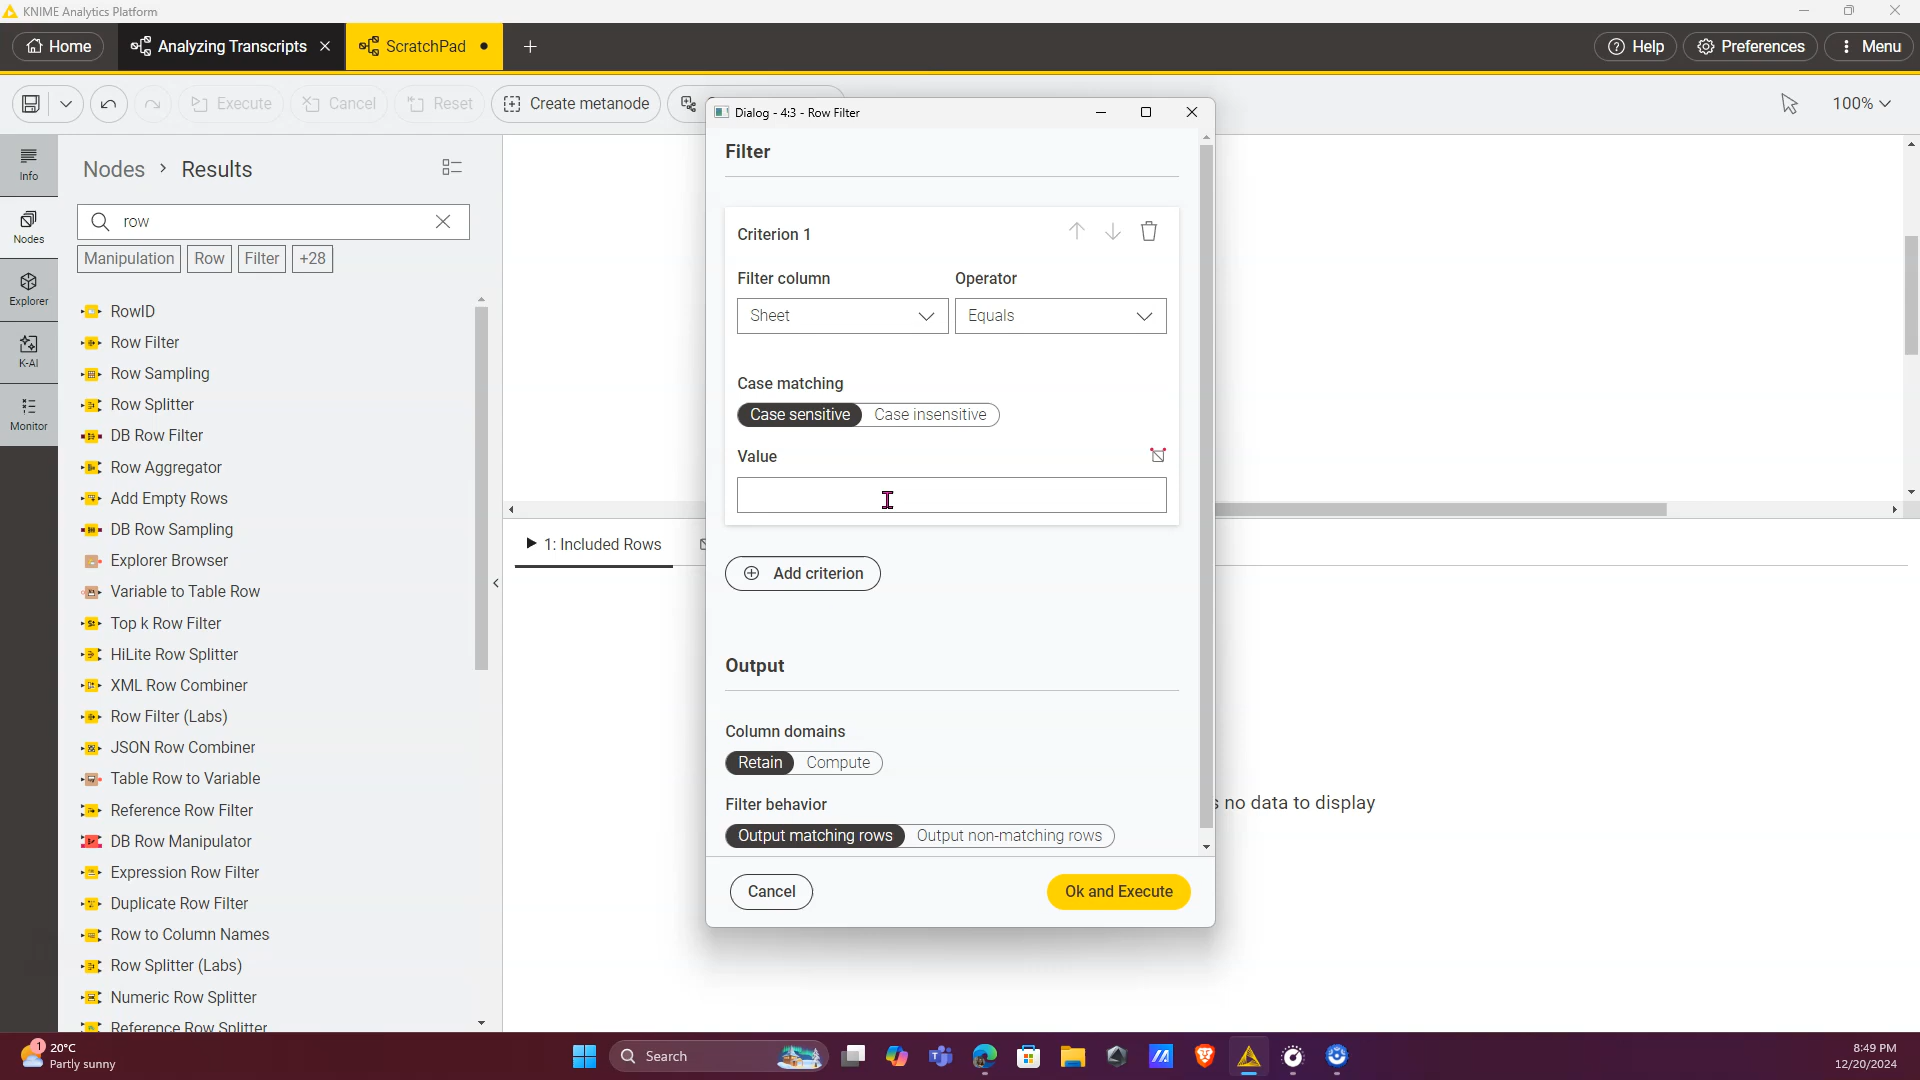 KNIME Analytics Platform
Home
Analyzing Transcripts
ScratchPad
Help
Preferences
Menu
Execute
Cancel
Reset
Create metanode
100%
Info
Nodes
Explorer
K-AI
Monitor
Nodes > Results
row
Manipulation
Row
Filter
+28
RowID
Row Filter
Row Sampling
Row Splitter
DB Row Filter
Row Aggregator
Add Empty Rows
DB Row Sampling
Explorer Browser
Variable to Table Row
Top k Row Filter
HiLite Row Splitter
XML Row Combiner
Row Filter (Labs)
JSON Row Combiner
Table Row to Variable
Reference Row Filter
DB Row Manipulator
Expression Row Filter
Duplicate Row Filter
Row to Column Names
Row Splitter (Labs)
Numeric Row Splitter
Reference Row Splitter
1: Included Rows
no data to display
Dialog - 4:3 - Row Filter
Filter
Criterion 1
Filter column
Operator
Sheet
Equals
Case matching
Case sensitive
Case insensitive
Value
Add criterion
Output
Column domains
Retain
Compute
Filter behavior
Output matching rows
Output non-matching rows
Cancel
Ok and Execute
1
20°C
Partly sunny
Search
8:49 PM
12/20/2024